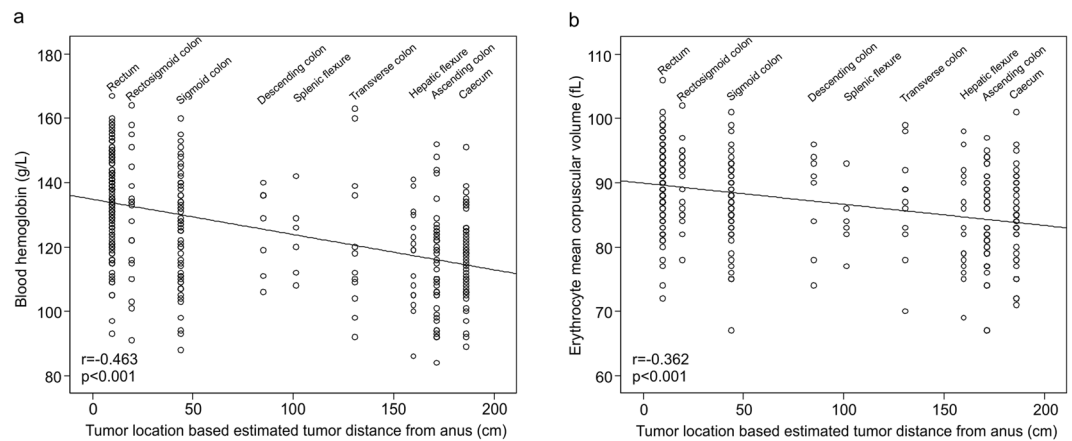 a
180
160
140
120
100
80
Blood hemoglobin (g/L)
Rectum
Rectosigmoid colon
Sigmoid colon
Descending colon
Splenic flexure
Transverse colon
Hepatic flexure
Ascending colon
Caecum
r=-0.463
p<0.001
0 50 100 150 200
Tumor location based estimated tumor distance from anus (cm)
b
110
100
90
80
70
60
Erythrocyte mean corpuscular volume (fL)
Rectum
Rectosigmoid colon
Sigmoid colon
Descending colon
Splenic flexure
Transverse colon
Hepatic flexure
Ascending colon
Caecum
r=-0.362
p<0.001
0 50 100 150 200
Tumor location based estimated tumor distance from anus (cm)